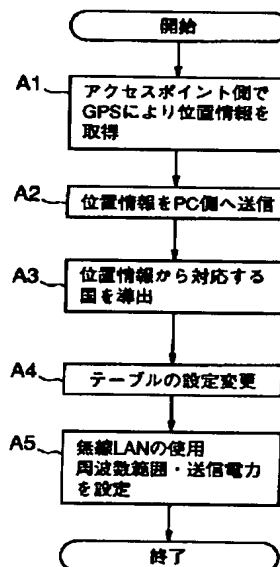 開始
A1
アクセスポイント側で
GPSにより位置情報を
取得
A2
位置情報をPC側へ送信
A3
位置情報から対応する
国を導出
A4
テーブルの設定変更
A5
無線LANの使用
周波数範囲・送信電力
を設定
終了